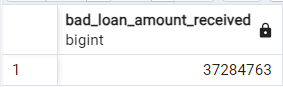 bad_loan_amount_received
bigint
1 37284763